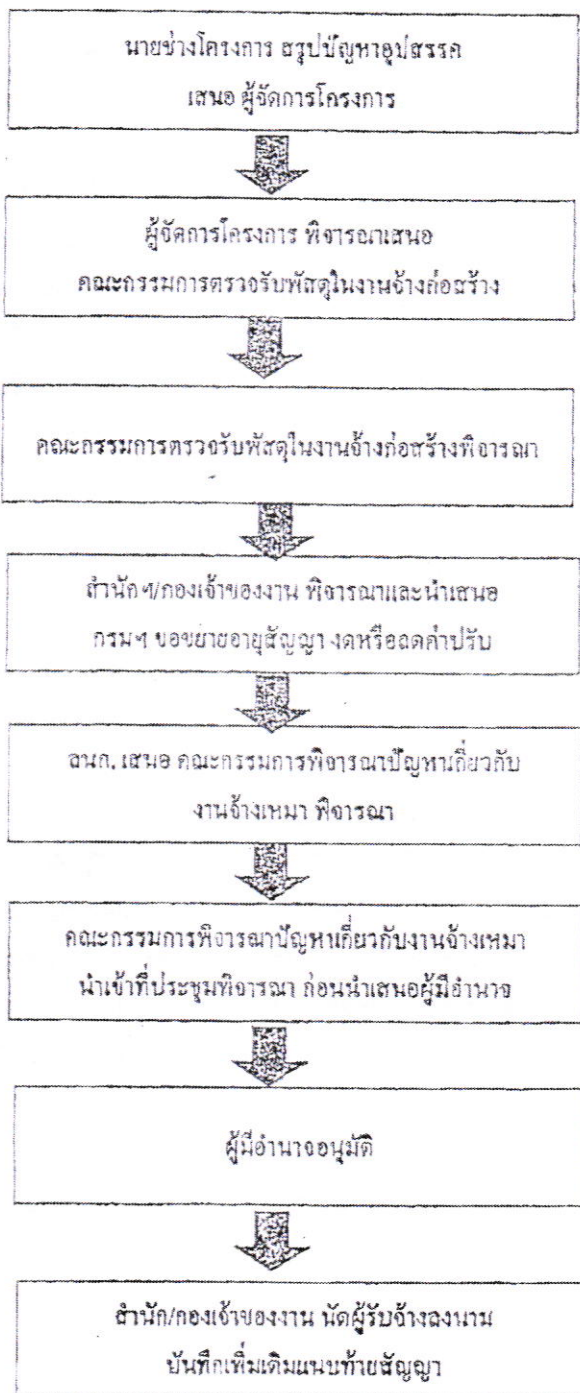 นายช่างโครงการ สรุปปัญหาอุปสรรค
เสนอ ผู้จัดการโครงการ
ผู้จัดการโครงการ พิจารณาเสนอ
คณะกรรมการตรวจรับพัสดุในงานจ้างก่อสร้าง
คณะกรรมการตรวจรับพัสดุในงานจ้างก่อสร้างพิจารณา
สำนักฯ/กองเจ้าของงาน พิจารณาและนำเสนอ
กรมฯ ขอขยายอายุสัญญา งดหรือลดค่าปรับ
สนก. เสนอ คณะกรรมการพิจารณาปัญหาเกี่ยวกับ
งานจ้างเหมา พิจารณา
คณะกรรมการพิจารณาปัญหาเกี่ยวกับงานจ้างเหมา
นำเข้าที่ประชุมพิจารณา ก่อนนำเสนอผู้มีอำนาจ
ผู้มีอำนาจอนุมัติ
สำนัก/กองเจ้าของงาน นัดผู้รับจ้างลงนาม
บันทึกเพิ่มเติมแนบท้ายสัญญา